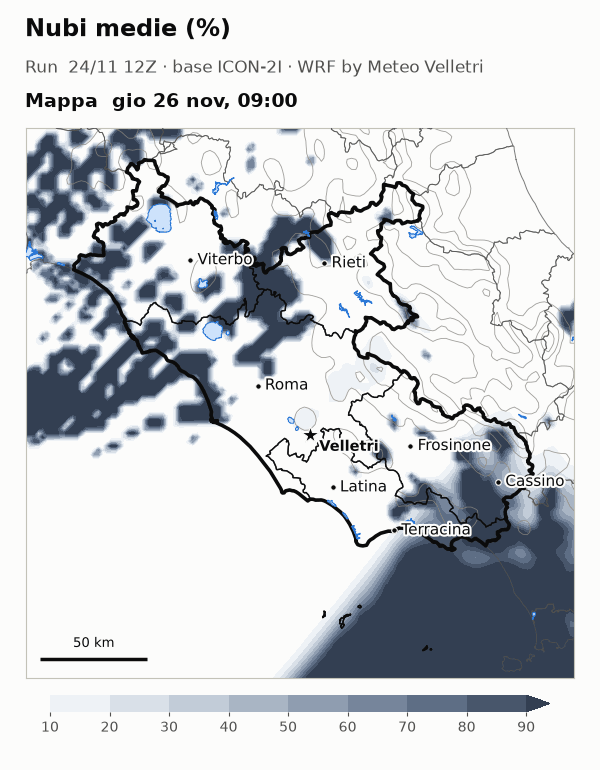 Nubi medie (%)
Run  24/11 12Z · base ICON-2I · WRF by Meteo Velletri
Mappa  gio 26 nov, 09:00
Viterbo
Rieti
Roma
Velletri
Frosinone
Latina
Cassino
Terracina
50 km
10 20 30 40 50 60 70 80 90